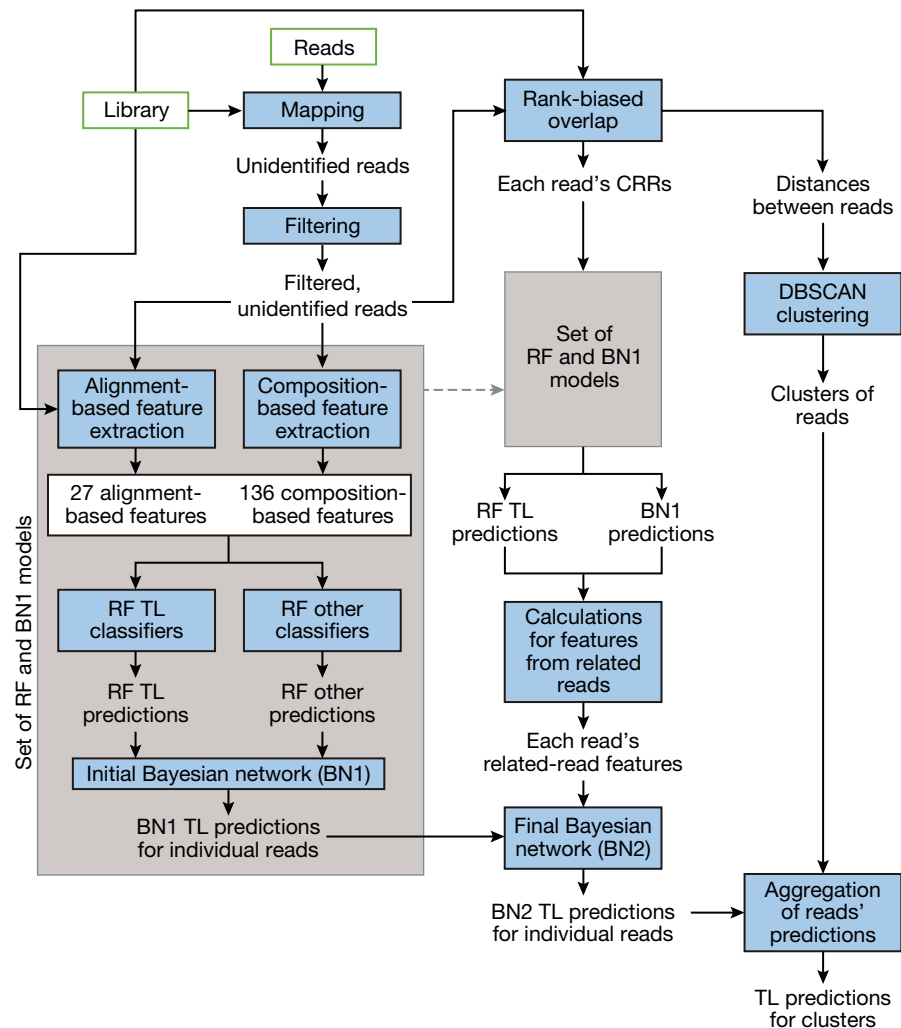 Reads
Library
Mapping
Unidentified reads
Filtering
Filtered,
unidentified reads
Rank-biased
overlap
Each read's CRRs
Distances
between reads
DBSCAN
clustering
Clusters of
reads
Set of
RF and BN1
models
Set of RF and BN1 models
Alignment-
based feature
extraction
Composition-
based feature
extraction
27 alignment-
based features
136 composition-
based features
RF TL
classifiers
RF other
classifiers
RF TL
predictions
RF other
predictions
Initial Bayesian network (BN1)
BN1 TL predictions
for individual reads
RF TL
predictions
BN1
predictions
Calculations
for features
from related
reads
Each read's
related-read features
Final Bayesian
network (BN2)
BN2 TL predictions
for individual reads
Aggregation
of reads'
predictions
TL predictions
for clusters